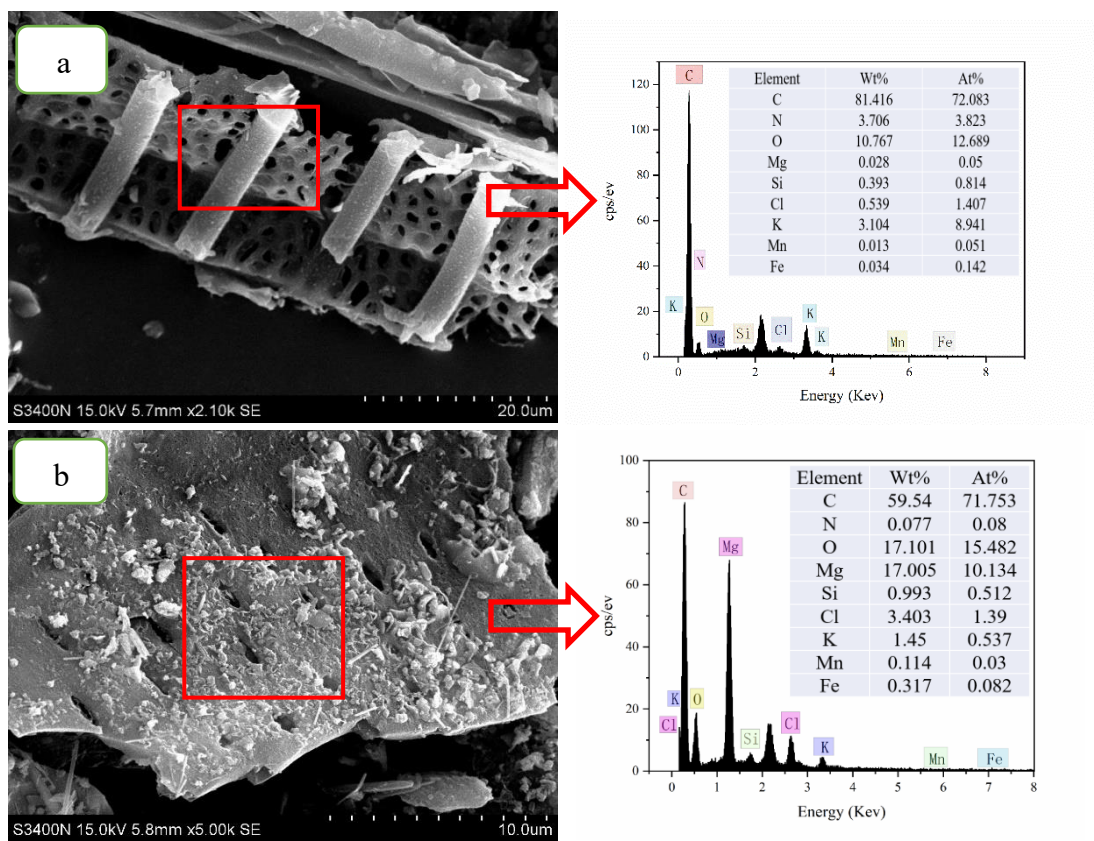 a
S3400N 15.0kV 5.7mm x2.10k SE 20.0um
cps/ev
120
100
80
60
40
20
0
C
N
K
O
Mg
Si
Cl
K
K
Mn
Fe
0 2 4 6 8
Energy (Kev)
Element Wt% At%
C 81.416 72.083
N 3.706 3.823
O 10.767 12.689
Mg 0.028 0.05
Si 0.393 0.814
Cl 0.539 1.407
K 3.104 8.941
Mn 0.013 0.051
Fe 0.034 0.142
b
S3400N 15.0kV 5.8mm x5.00k SE 10.0um
cps/ev
100
80
60
40
20
0
C
Mg
K
O
Cl
Si
Cl
K
Mn
Fe
0 1 2 3 4 5 6 7 8
Energy (Kev)
Element Wt% At%
C 59.54 71.753
N 0.077 0.08
O 17.101 15.482
Mg 17.005 10.134
Si 0.993 0.512
Cl 3.403 1.39
K 1.45 0.537
Mn 0.114 0.03
Fe 0.317 0.082